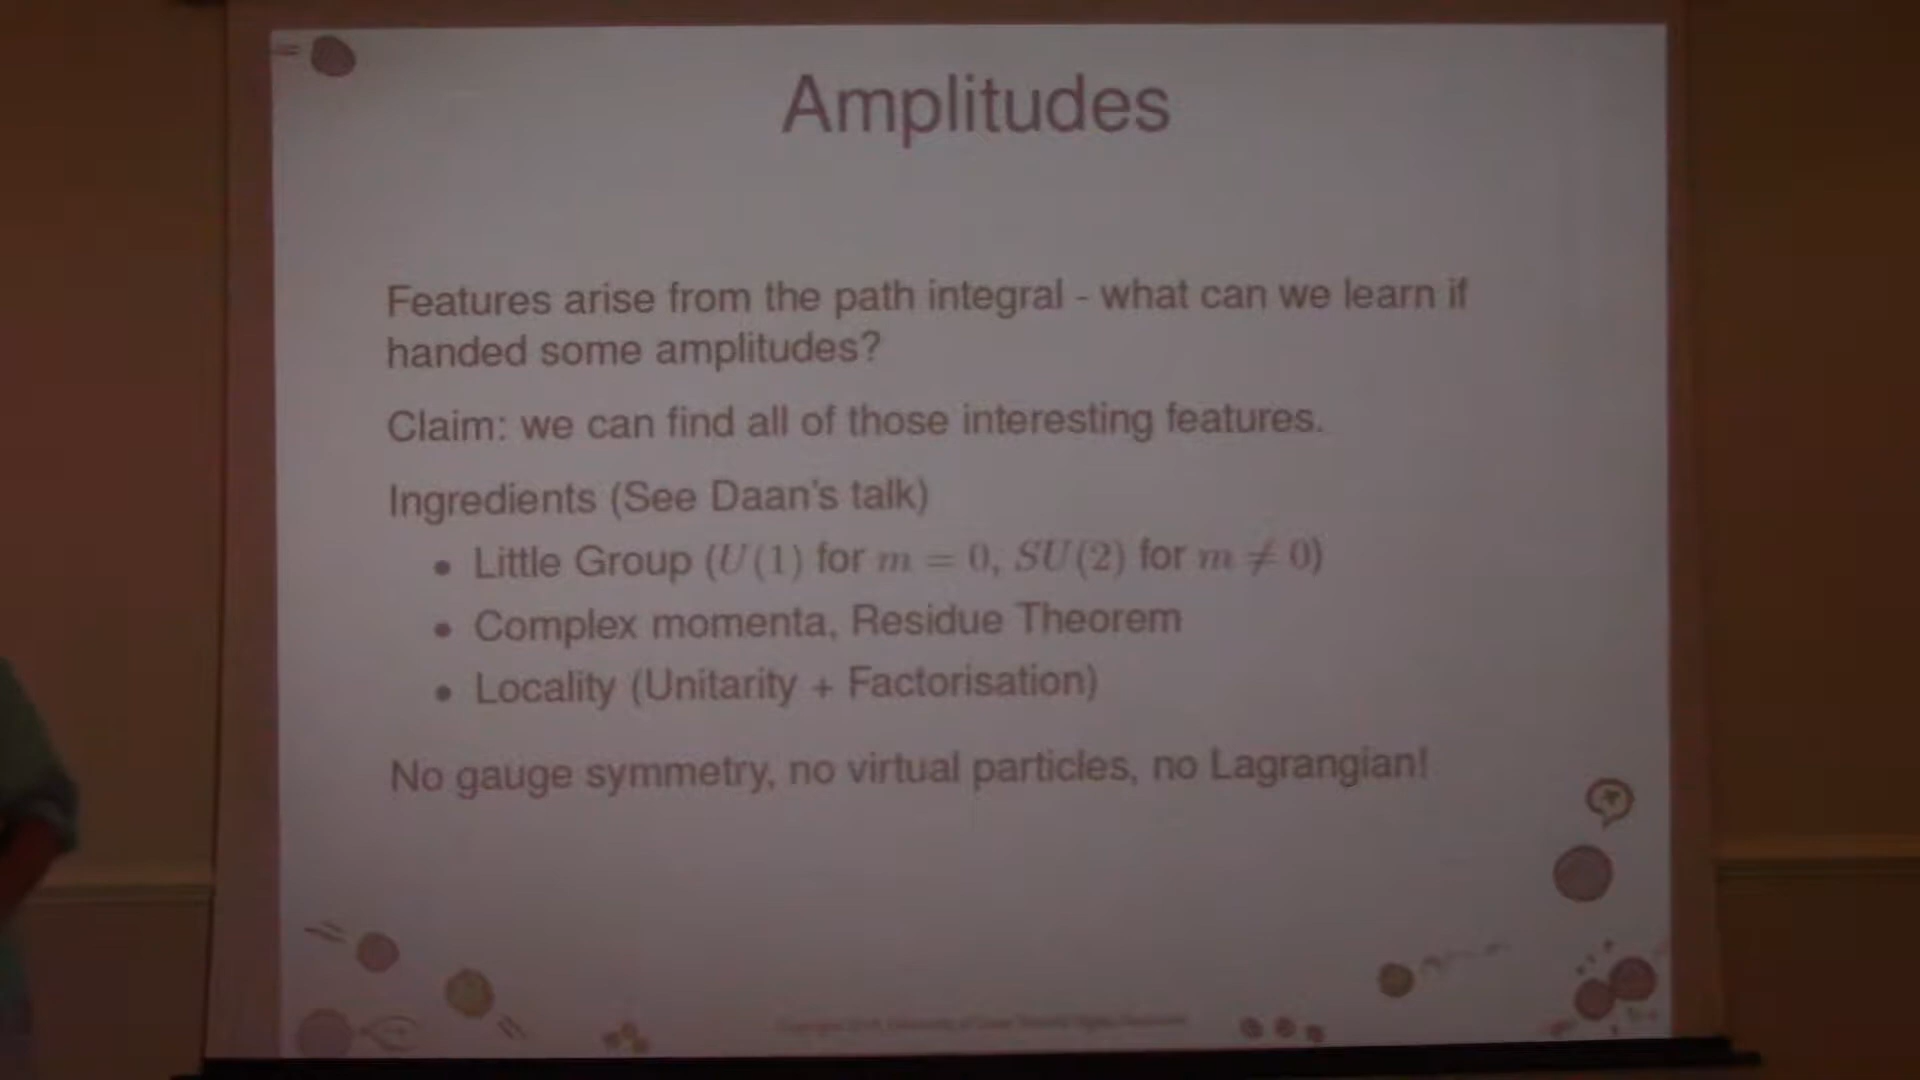 Amplitudes
Features arise from the path integral - what can we learn if
handed some amplitudes?
Claim: we can find all of those interesting features.
Ingredients (See Daan's talk)
• Little Group (U(1) for m = 0, SU(2) for m ≠ 0)
• Complex momenta, Residue Theorem
• Locality (Unitarity + Factorisation)
No gauge symmetry, no virtual particles, no Lagrangian!